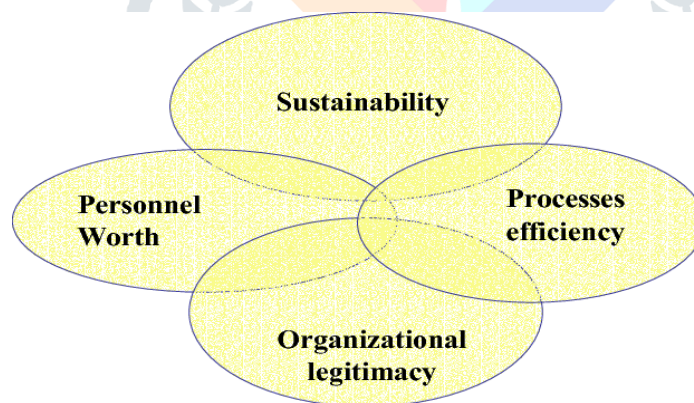 Sustainability
Personnel
Worth
Processes
efficiency
Organizational
legitimacy